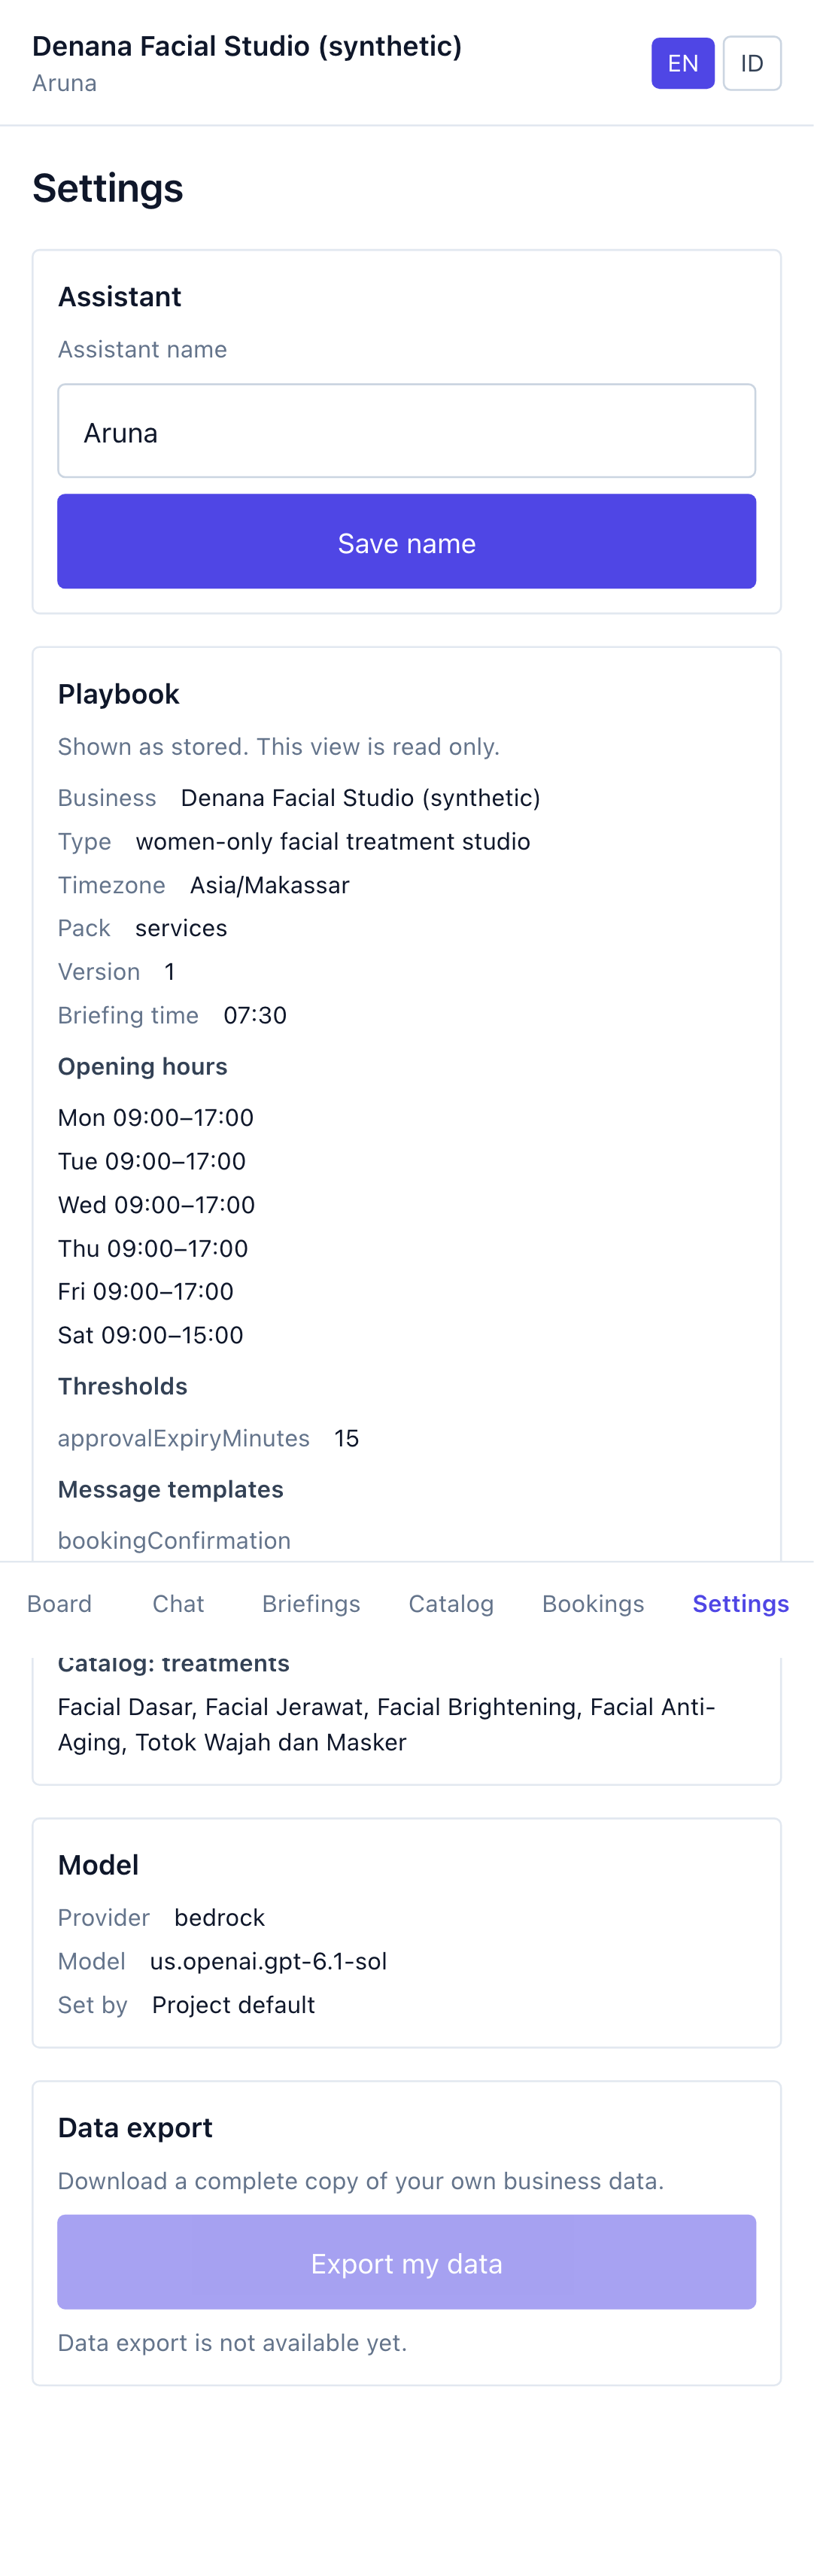 Denana Facial Studio (synthetic)
Aruna
EN
ID
Settings
Assistant
Assistant name
Aruna
Save name
Playbook
Shown as stored. This view is read only.
Business Denana Facial Studio (synthetic)
Type women-only facial treatment studio
Timezone Asia/Makassar
Pack services
Version 1
Briefing time 07:30
Opening hours
Mon 09:00–17:00
Tue 09:00–17:00
Wed 09:00–17:00
Thu 09:00–17:00
Fri 09:00–17:00
Sat 09:00–15:00
Thresholds
approvalExpiryMinutes 15
Message templates
bookingConfirmation
Board Chat Briefings Catalog Bookings Settings
Catalog: treatments
Facial Dasar, Facial Jerawat, Facial Brightening, Facial Anti-
Aging, Totok Wajah dan Masker
Model
Provider bedrock
Model us.openai.gpt-6.1-sol
Set by Project default
Data export
Download a complete copy of your own business data.
Export my data
Data export is not available yet.